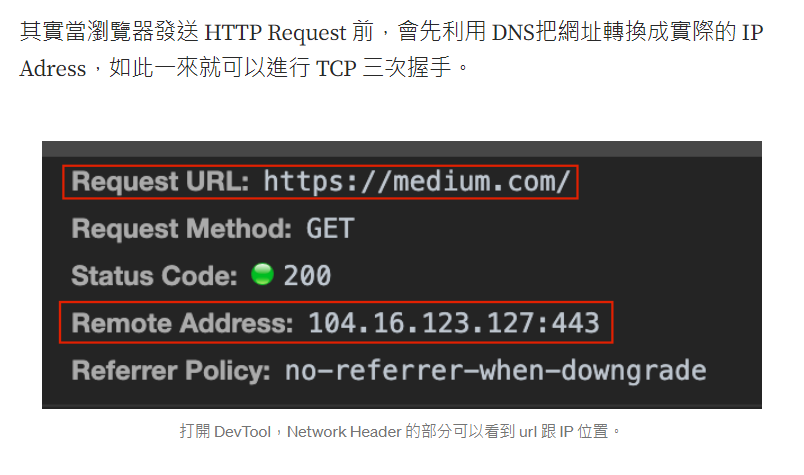 其實當瀏覽器發送 HTTP Request 前，會先利用 DNS把網址轉換成實際的 IP
Adress，如此一來就可以進行 TCP 三次握手。
Request URL: https://medium.com/
Request Method: GET
Status Code: 200
Remote Address: 104.16.123.127:443
Referrer Policy: no-referrer-when-downgrade
打開 DevTool，Network Header 的部分可以看到 url 跟 IP 位置。